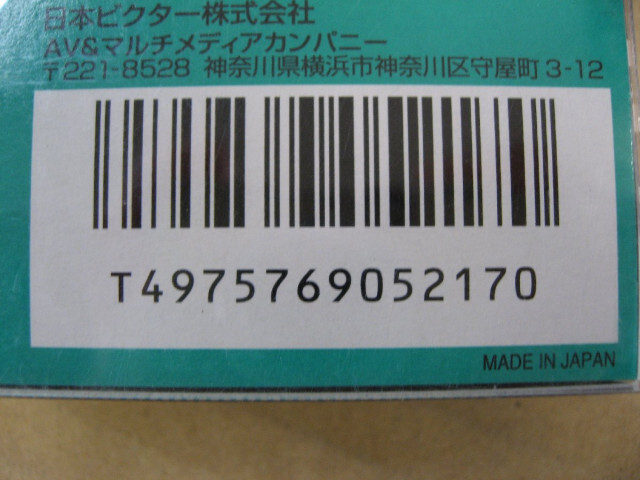 日本ビクター株式会社
AV&マルチメディアカンパニー
〒221-8528 神奈川県横浜市神奈川区守屋町3-12
T4975769052170
MADE IN JAPAN